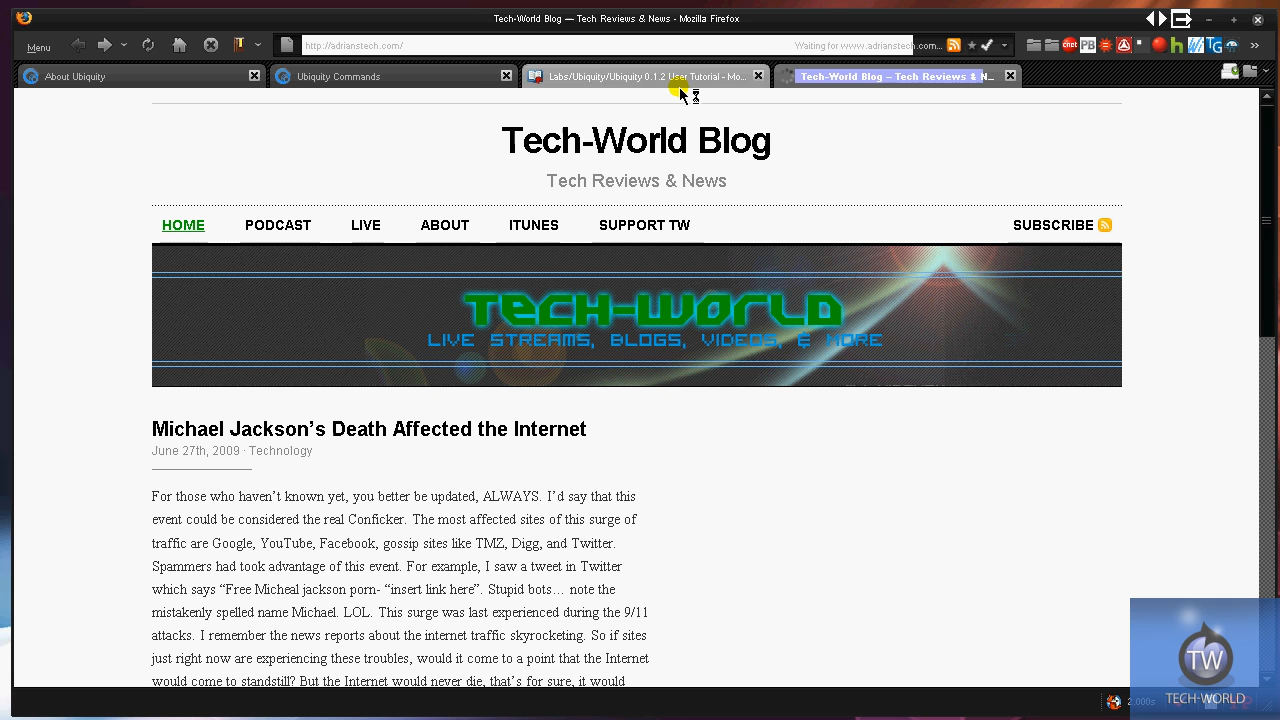 Tech-World Blog — Tech Reviews & News - Mozilla Firefox
Menu
http://adrianstech.com/
Waiting for www.adrianstech.com...
cnet
PB
h
TG
About Ubiquity
Ubiquity Commands
Labs/Ubiquity/Ubiquity 0.1.2 User Tutorial - Mo...
Tech-World Blog — Tech Reviews & N...
Tech-World Blog
Tech Reviews & News
HOME
PODCAST
LIVE
ABOUT
ITUNES
SUPPORT TW
SUBSCRIBE
TECH-WORLD
LIVE STREAMS, BLOGS, VIDEOS, & MORE
Michael Jackson’s Death Affected the Internet
June 27th, 2009 · Technology
For those who haven’t known yet, you better be updated, ALWAYS. I’d say that this
event could be considered the real Conficker. The most affected sites of this surge of
traffic are Google, YouTube, Facebook, gossip sites like TMZ, Digg, and Twitter.
Spammers had took advantage of this event. For example, I saw a tweet in Twitter
which says “Free Micheal jackson porn- “insert link here”. Stupid bots… note the
mistakenly spelled name Michael. LOL. This surge was last experienced during the 9/11
attacks. I remember the news reports about the internet traffic skyrocketing. So if sites
just right now are experiencing these troubles, would it come to a point that the Internet
would come to standstill? But the Internet would never die, that’s for sure, it would
TW
TECH-WORLD
2.000s